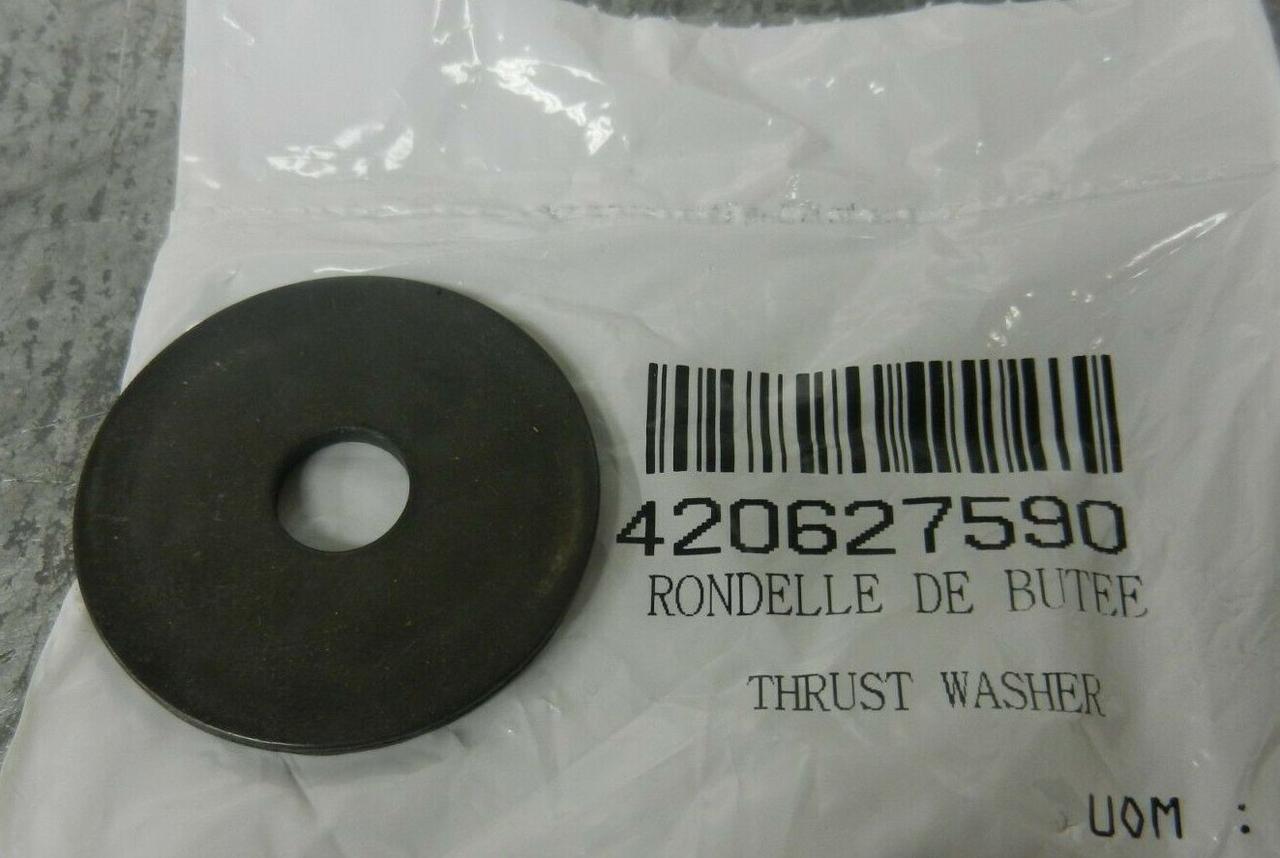 420627590
RONDELLE DE BUTEE
THRUST WASHER
UOM :